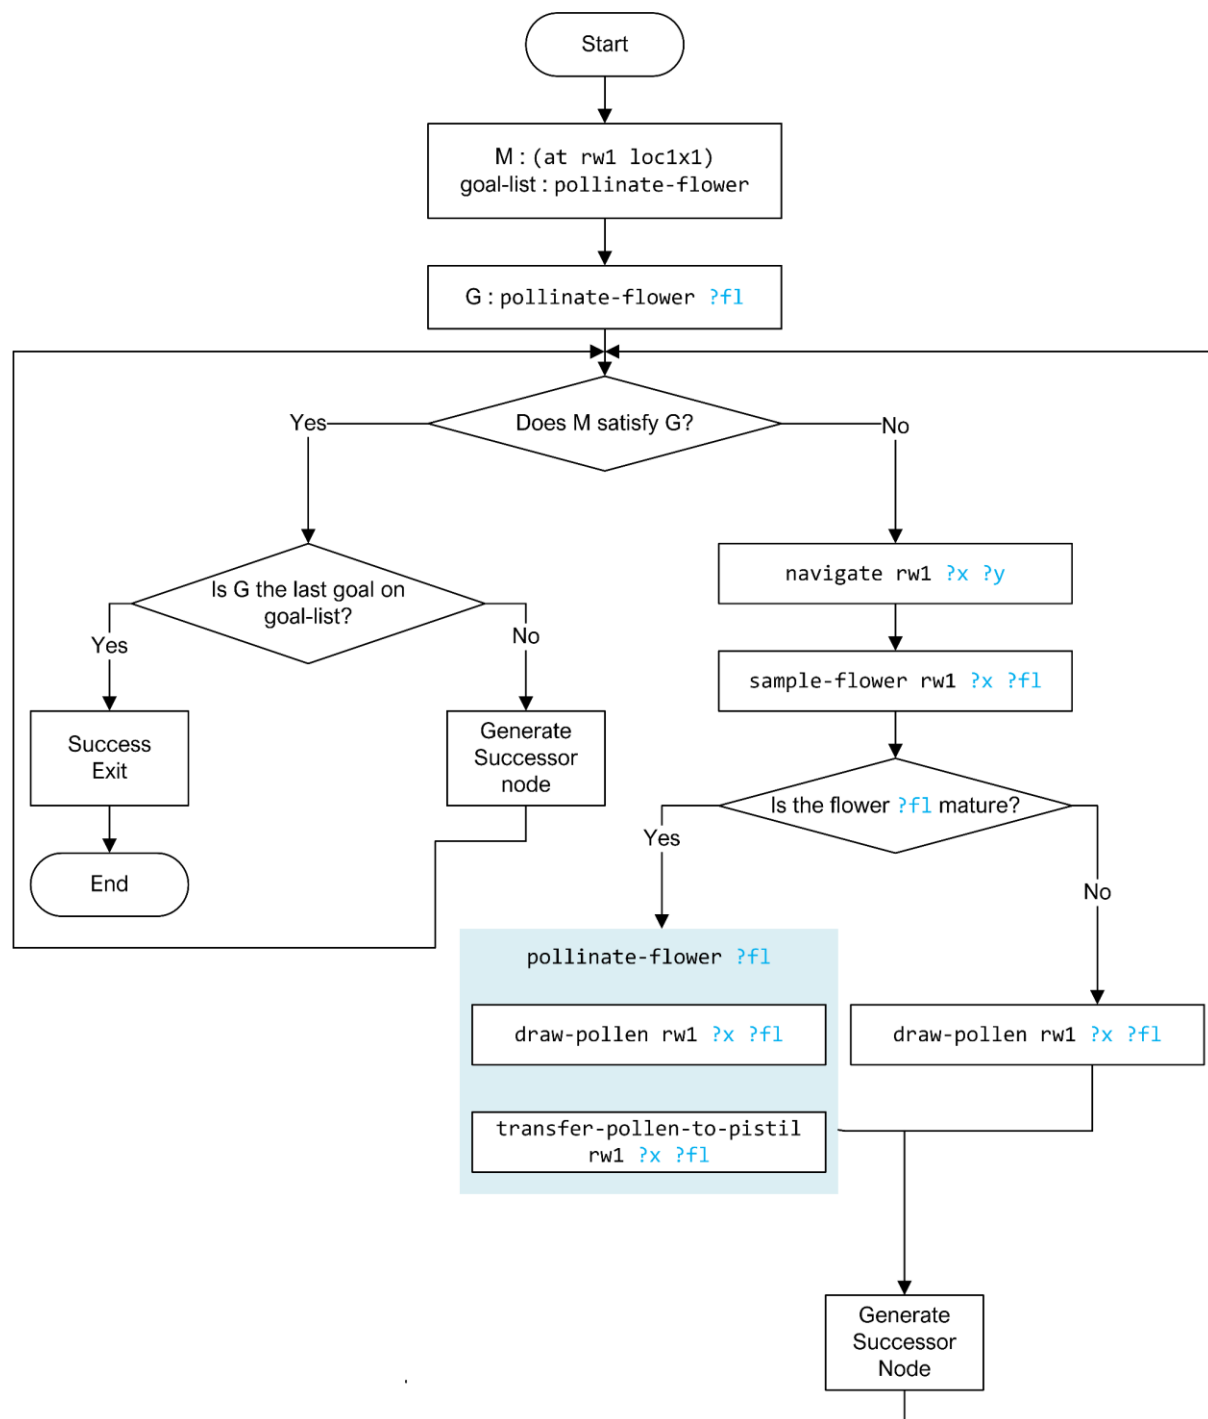 Start
M : (at rw1 loc1x1)
goal-list : pollinate-flower
G : pollinate-flower ?fl
Does M satisfy G?
Yes
No
Is G the last goal on
goal-list?
Yes
No
Success
Exit
Generate
Successor
node
End
navigate rw1 ?x ?y
sample-flower rw1 ?x ?fl
Is the flower ?fl mature?
Yes
No
pollinate-flower ?fl
draw-pollen rw1 ?x ?fl
transfer-pollen-to-pistil
rw1 ?x ?fl
draw-pollen rw1 ?x ?fl
Generate
Successor
Node